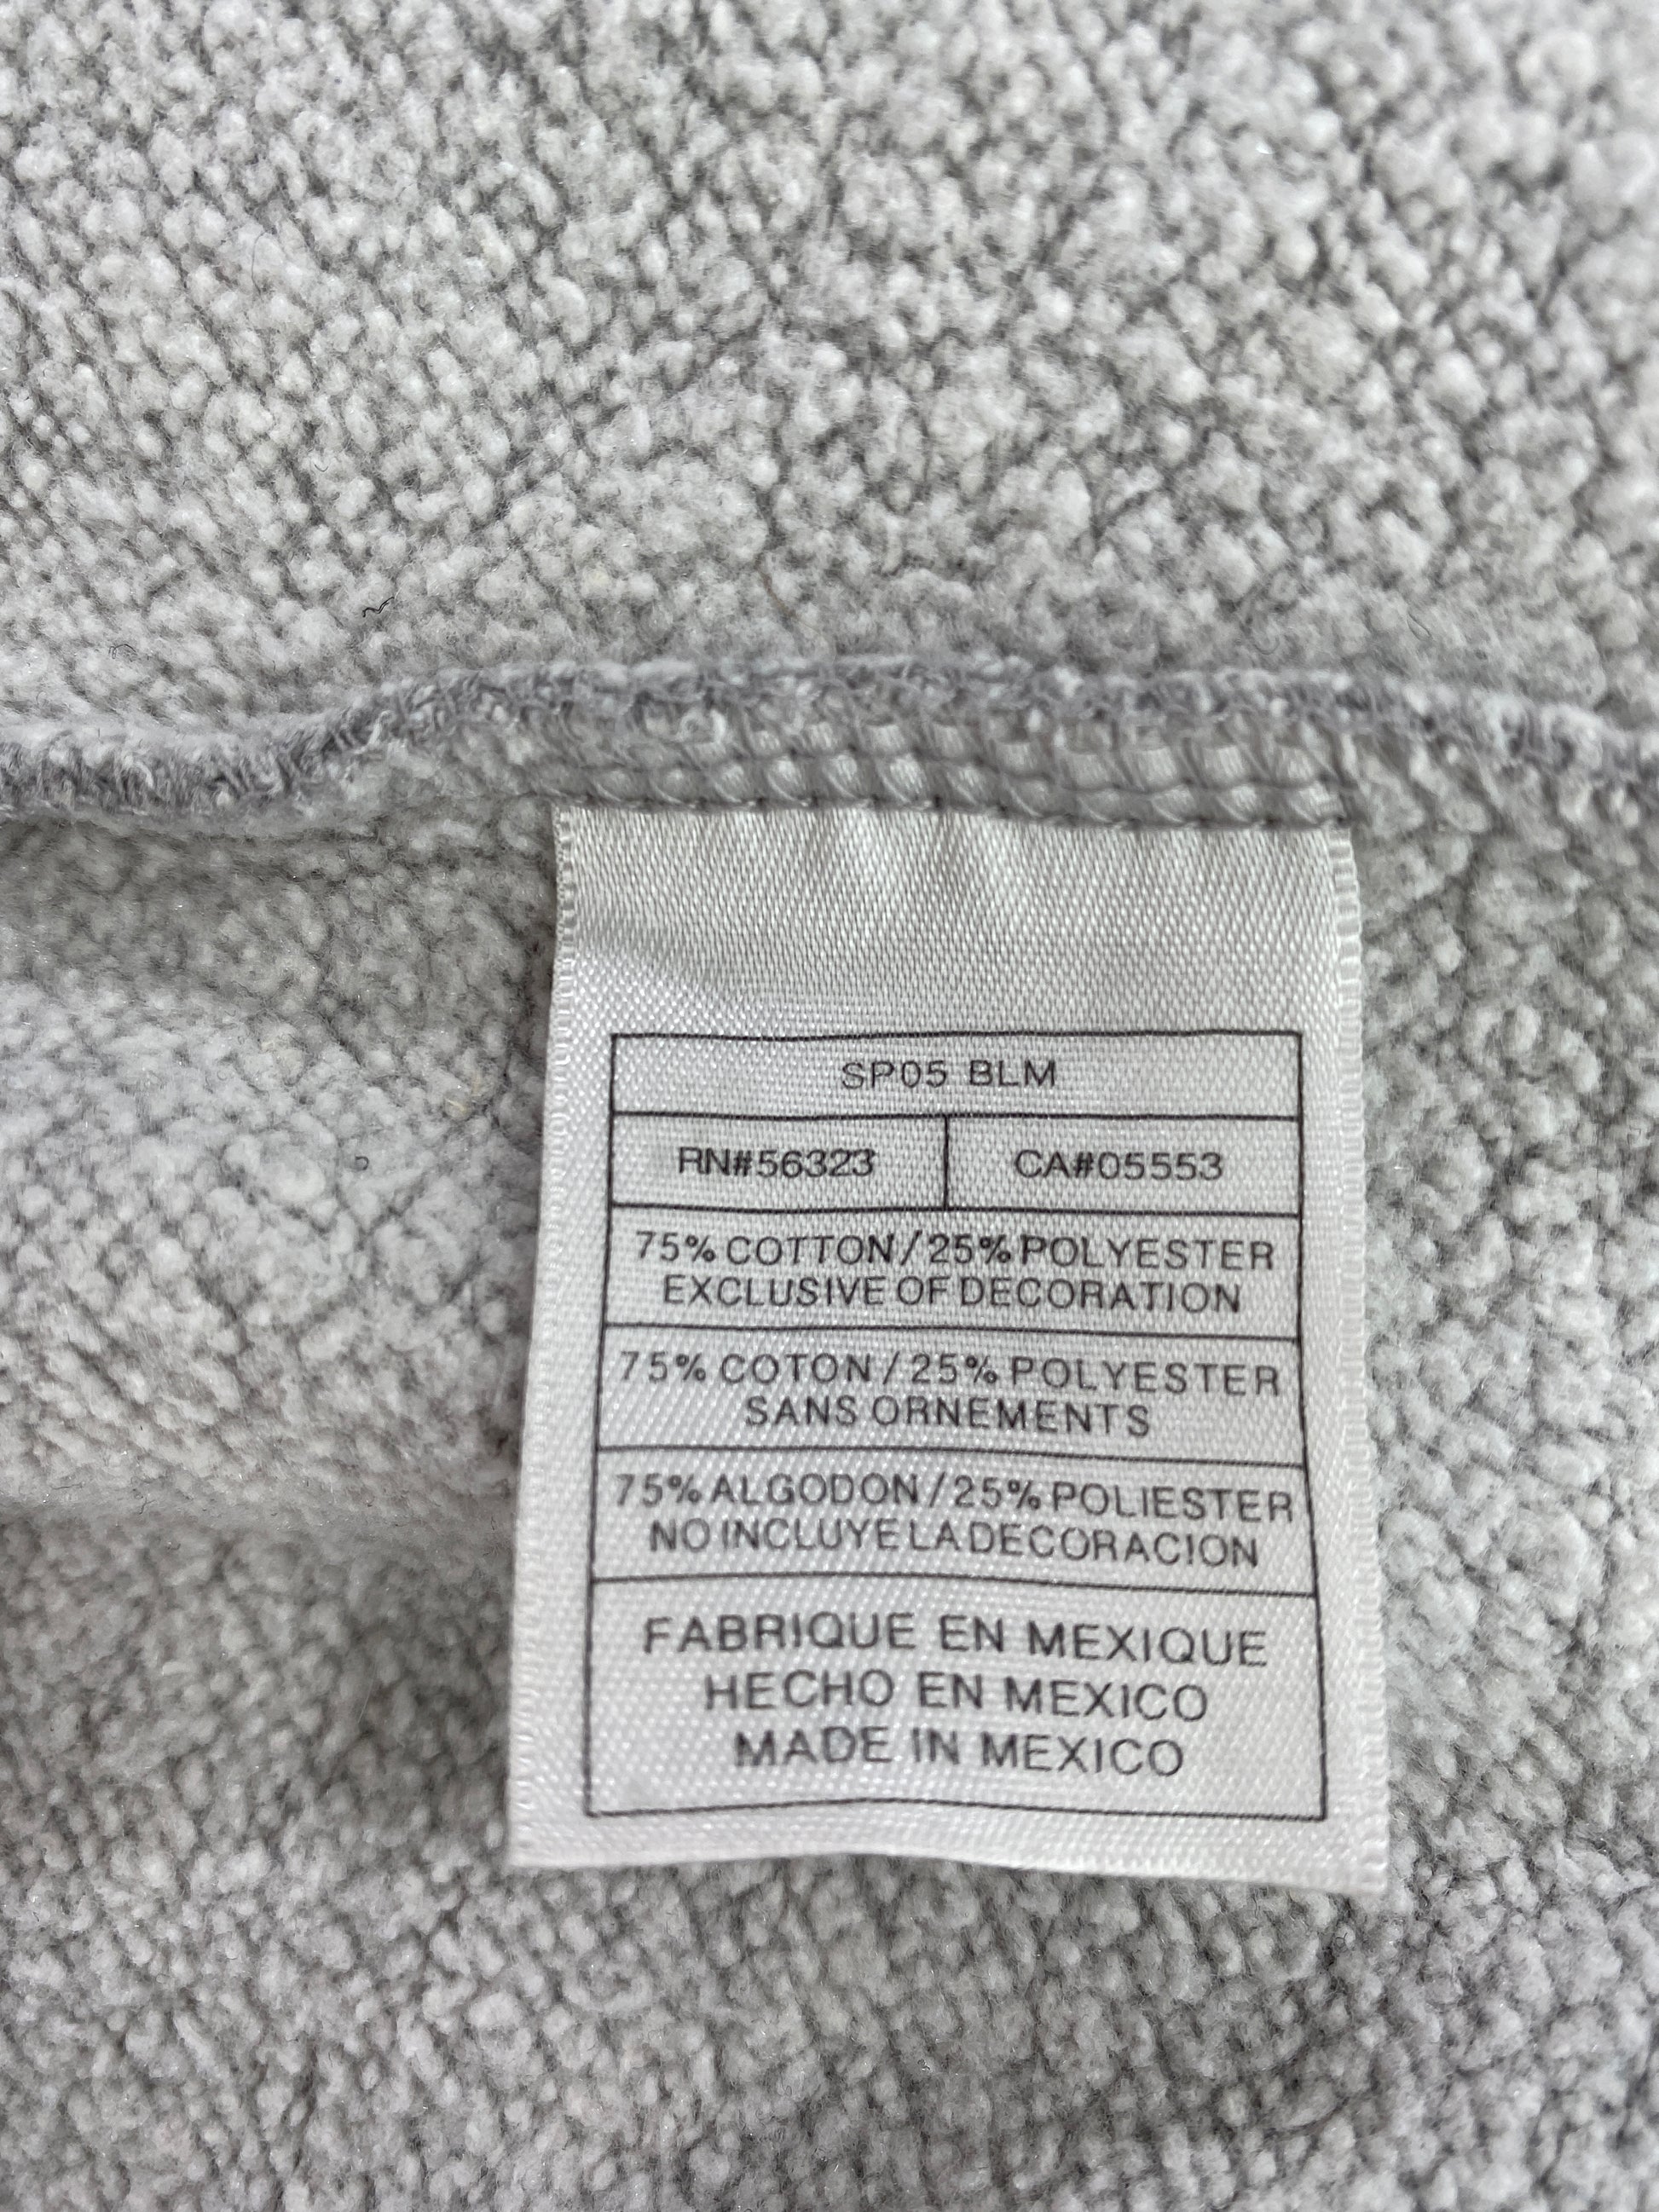 SP05 BLM
RN#56323 CA#05553
75% COTTON / 25% POLYESTER
EXCLUSIVE OF DECORATION
75% COTON / 25% POLYESTER
SANS ORNEMENTS
75% ALGODON / 25% POLIESTER
NO INCLUYE LA DECORACION
FABRIQUE EN MEXIQUE
HECHO EN MEXICO
MADE IN MEXICO